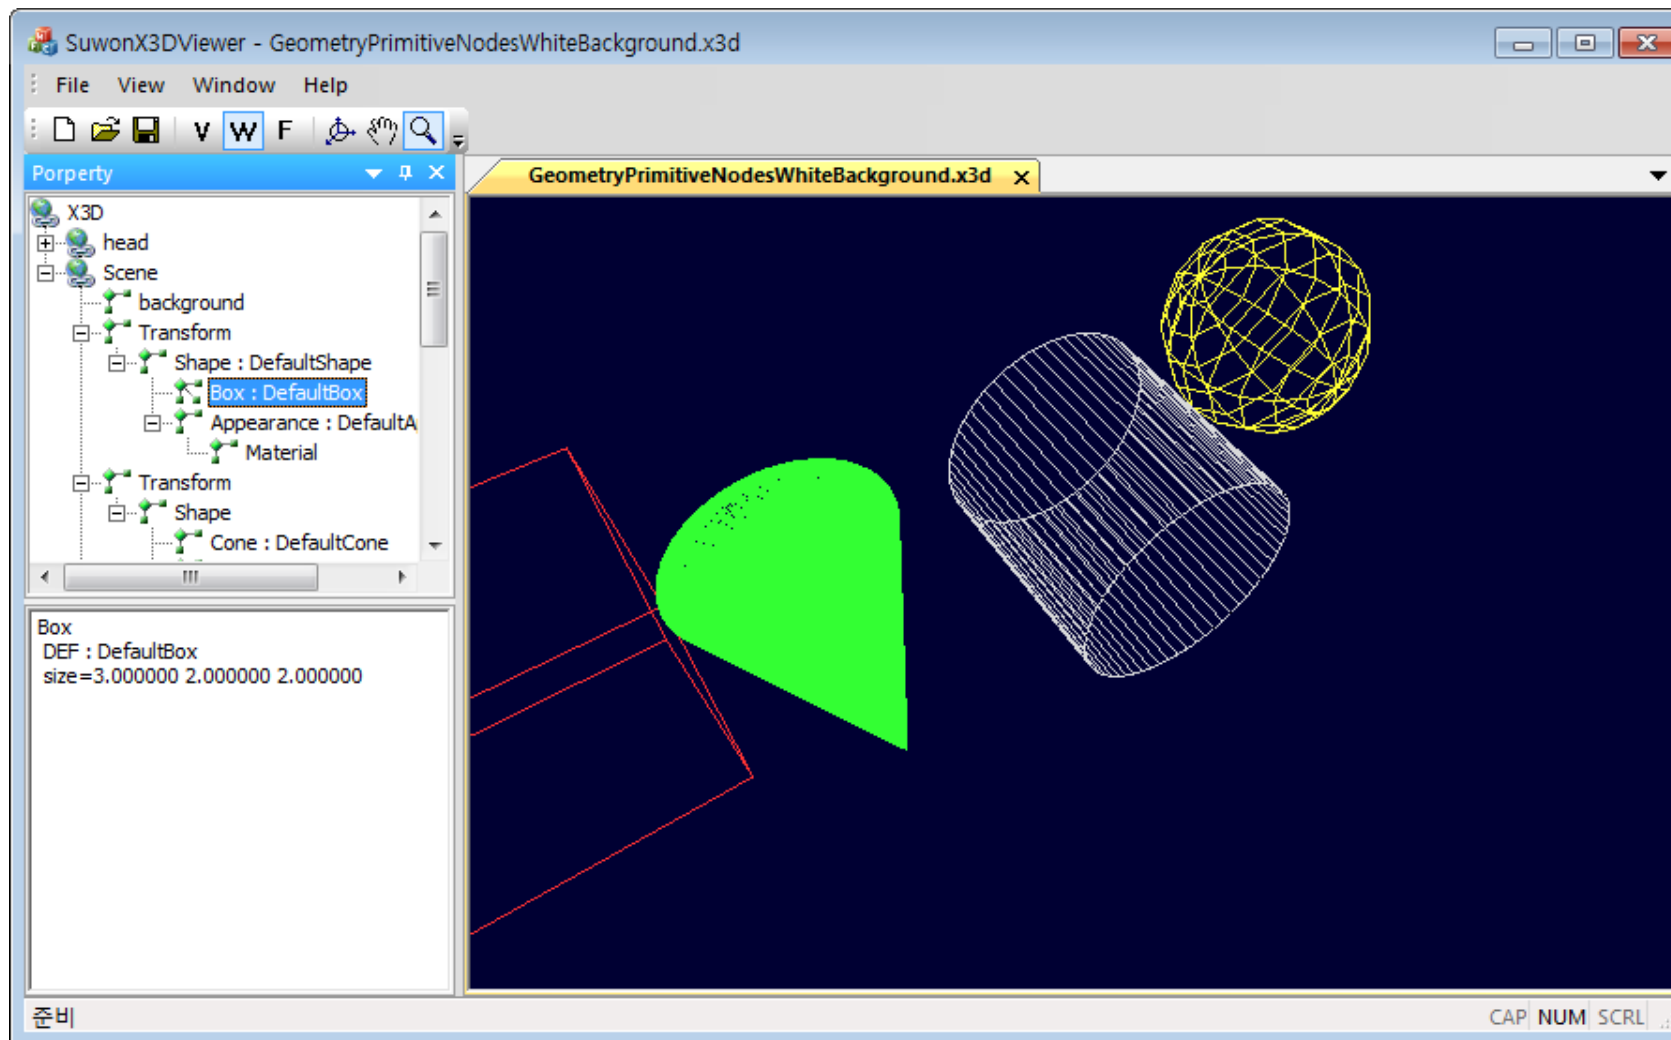 SuwonX3DViewer - GeometryPrimitiveNodesWhiteBackground.x3d
File View Window Help
V W F
Porperty
GeometryPrimitiveNodesWhiteBackground.x3d
X3D
head
Scene
background
Transform
Shape : DefaultShape
Box : DefaultBox
Appearance : DefaultA
Material
Transform
Shape
Cone : DefaultCone
Box
DEF : DefaultBox
size=3.000000 2.000000 2.000000
준비
CAP NUM SCRL